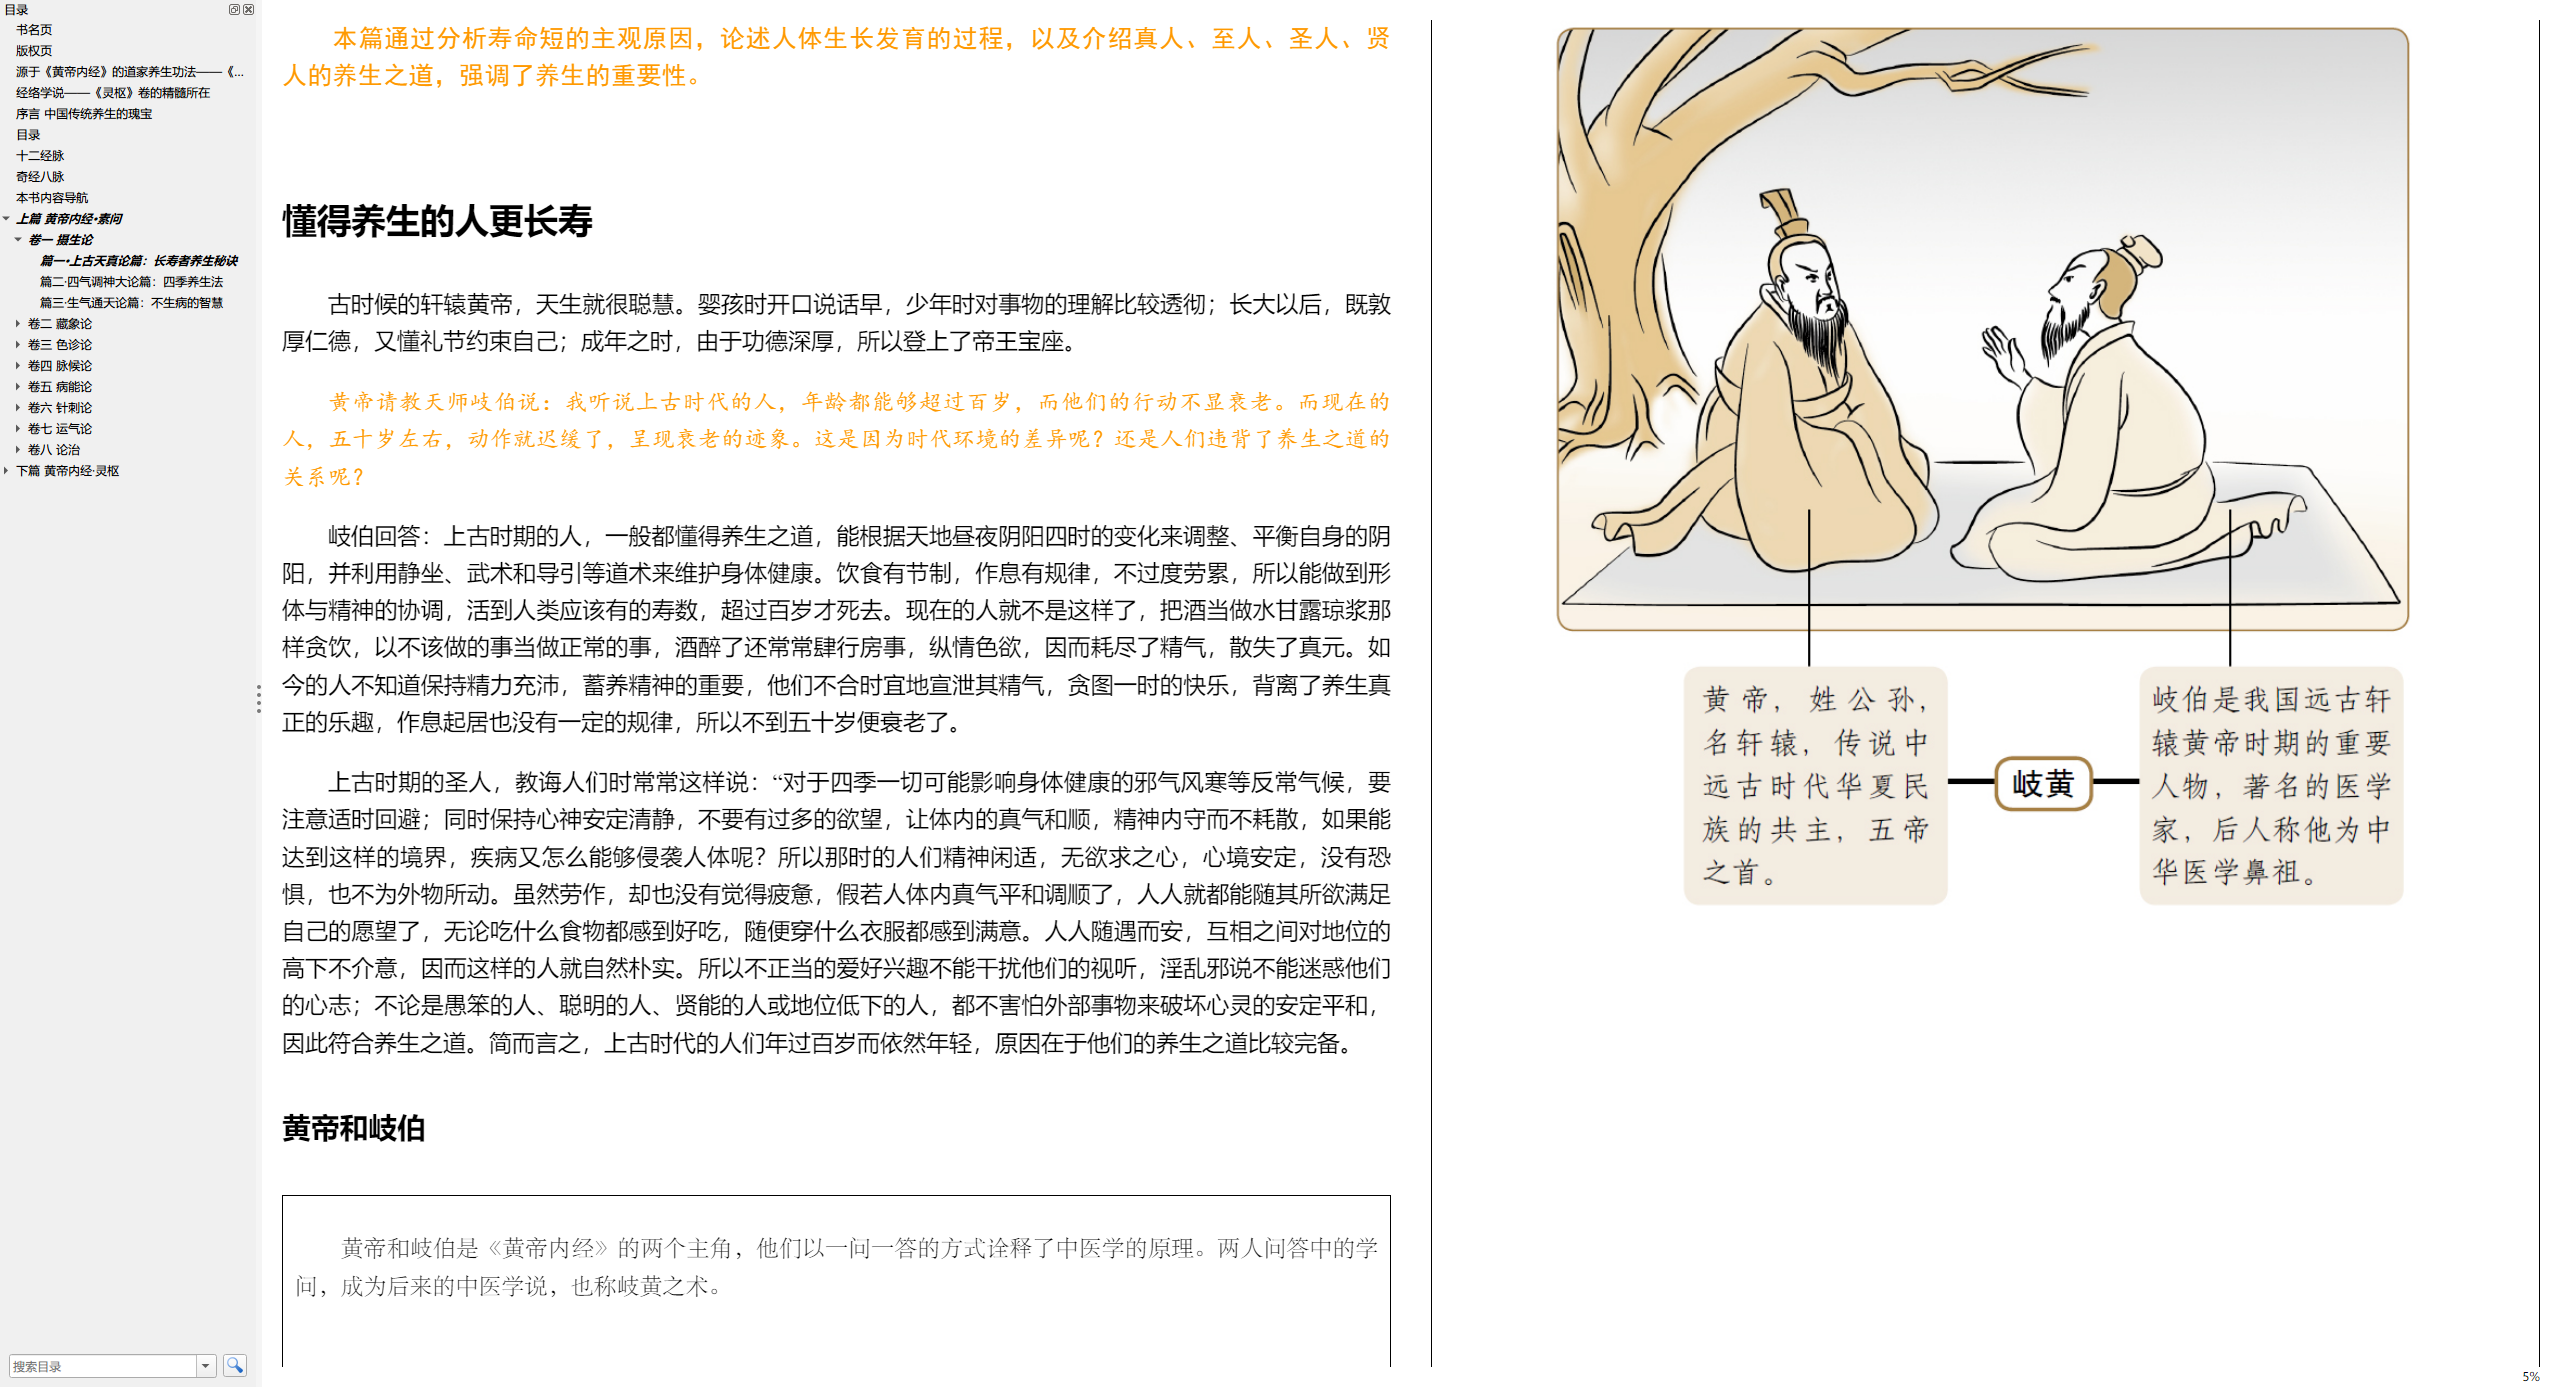 目录
书名页
版权页
源于《黄帝内经》的道家养生功法——《...
经络学说——《灵枢》卷的精髓所在
序言 中国传统养生的瑰宝
目录
十二经脉
奇经八脉
本书内容导航
上篇 黄帝内经·素问
卷一 摄生论
篇一·上古天真论篇：长寿者养生秘诀
篇二·四气调神大论篇：四季养生法
篇三·生气通天论篇：不生病的智慧
卷二 藏象论
卷三 色诊论
卷四 脉候论
卷五 病能论
卷六 针刺论
卷七 运气论
卷八 论治
下篇 黄帝内经·灵枢
搜索目录
本篇通过分析寿命短的主观原因，论述人体生长发育的过程，以及介绍真人、至人、圣人、贤
人的养生之道，强调了养生的重要性。
懂得养生的人更长寿
古时候的轩辕黄帝，天生就很聪慧。婴孩时开口说话早，少年时对事物的理解比较透彻；长大以后，既敦
厚仁德，又懂礼节约束自己；成年之时，由于功德深厚，所以登上了帝王宝座。
黄帝请教天师岐伯说：我听说上古时代的人，年龄都能够超过百岁，而他们的行动不显衰老。而现在的
人，五十岁左右，动作就迟缓了，呈现衰老的迹象。这是因为时代环境的差异呢？还是人们违背了养生之道的
关系呢？
岐伯回答：上古时期的人，一般都懂得养生之道，能根据天地昼夜阴阳四时的变化来调整、平衡自身的阴
阳，并利用静坐、武术和导引等道术来维护身体健康。饮食有节制，作息有规律，不过度劳累，所以能做到形
体与精神的协调，活到人类应该有的寿数，超过百岁才死去。现在的人就不是这样了，把酒当做水甘露琼浆那
样贪饮，以不该做的事当做正常的事，酒醉了还常常肆行房事，纵情色欲，因而耗尽了精气，散失了真元。如
今的人不知道保持精力充沛，蓄养精神的重要，他们不合时宜地宣泄其精气，贪图一时的快乐，背离了养生真
正的乐趣，作息起居也没有一定的规律，所以不到五十岁便衰老了。
上古时期的圣人，教诲人们时常常这样说：“对于四季一切可能影响身体健康的邪气风寒等反常气候，要
注意适时回避；同时保持心神安定清静，不要有过多的欲望，让体内的真气和顺，精神内守而不耗散，如果能
达到这样的境界，疾病又怎么能够侵袭人体呢？所以那时的人们精神闲适，无欲求之心，心境安定，没有恐
惧，也不为外物所动。虽然劳作，却也没有觉得疲惫，假若人体内真气平和调顺了，人人就都能随其所欲满足
自己的愿望了，无论吃什么食物都感到好吃，随便穿什么衣服都感到满意。人人随遇而安，互相之间对地位的
高下不介意，因而这样的人就自然朴实。所以不正当的爱好兴趣不能干扰他们的视听，淫乱邪说不能迷惑他们
的心志；不论是愚笨的人、聪明的人、贤能的人或地位低下的人，都不害怕外部事物来破坏心灵的安定平和，
因此符合养生之道。简而言之，上古时代的人们年过百岁而依然年轻，原因在于他们的养生之道比较完备。
黄帝和岐伯
黄帝和岐伯是《黄帝内经》的两个主角，他们以一问一答的方式诠释了中医学的原理。两人问答中的学
问，成为后来的中医学说，也称岐黄之术。
黄帝，姓公孙，
名轩辕，传说中
远古时代华夏民
族的共主，五帝
之首。
岐黄
岐伯是我国远古轩
辕黄帝时期的重要
人物，著名的医学
家，后人称他为中
华医学鼻祖。
5%